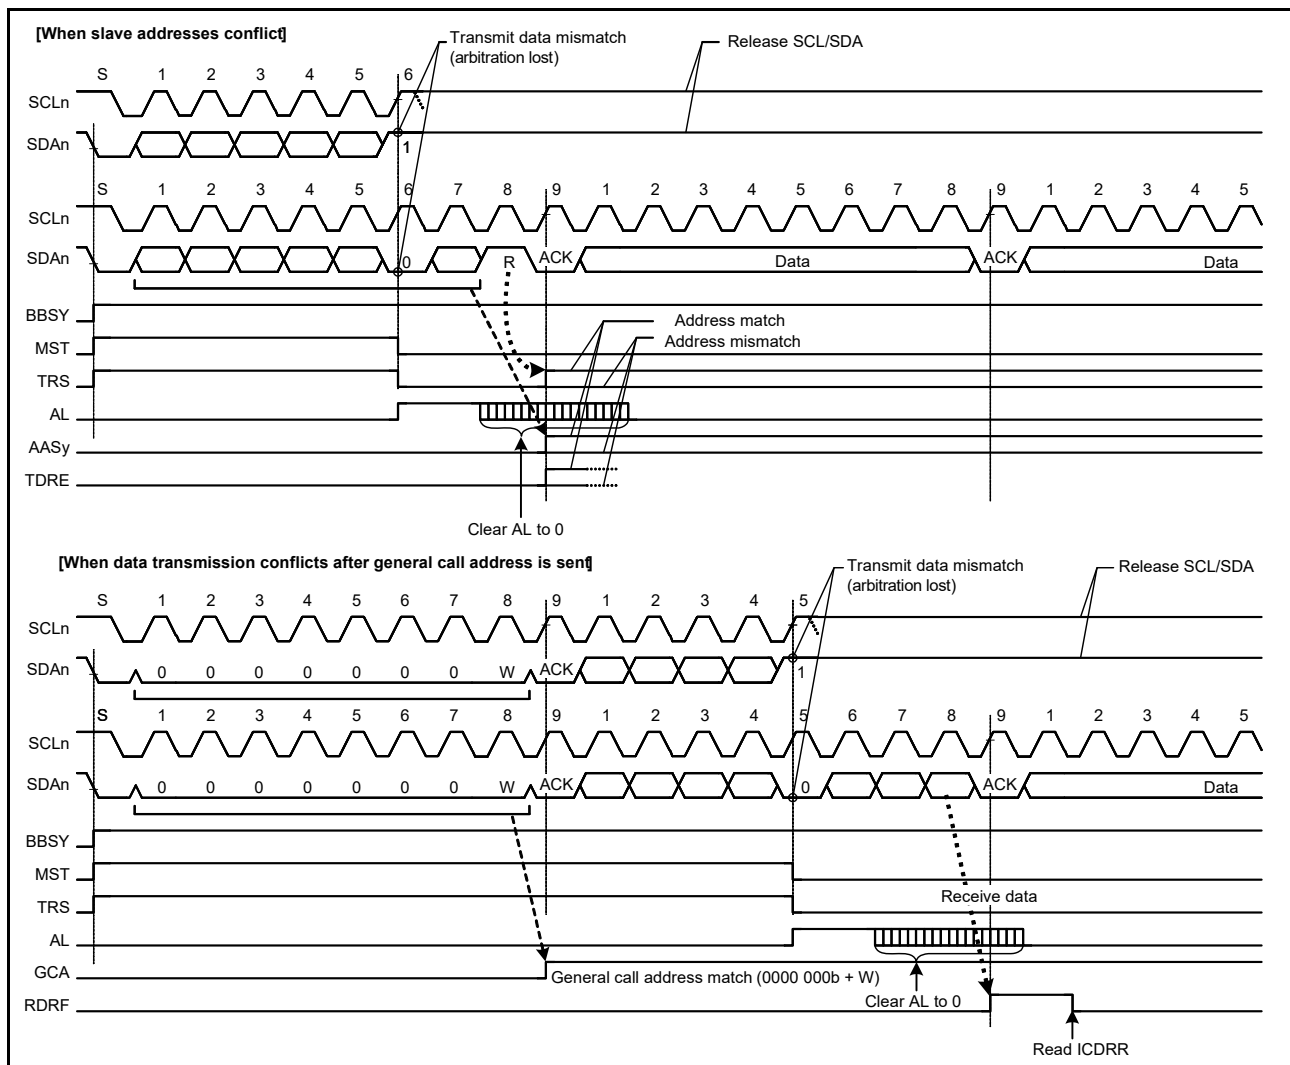 [When slave addresses conflict]
Transmit data mismatch
(arbitration lost)
Release SCL/SDA
S 1 2 3 4 5 6
SCLn
SDAn
1
S 1 2 3 4 5 6 7 8 9 1 2 3 4 5 6 7 8 9 1 2 3 4 5
SCLn
SDAn 0 R ACK Data ACK Data
BBSY
Address match
MST
Address mismatch
TRS
AL
AASy
TDRE
Clear AL to 0
[When data transmission conflicts after general call address is sent]
Transmit data mismatch
(arbitration lost)
Release SCL/SDA
S 1 2 3 4 5 6 7 8 9 1 2 3 4 5
SCLn
SDAn 0 0 0 0 0 0 0 W ACK 1
S 1 2 3 4 5 6 7 8 9 1 2 3 4 5 6 7 8 9 1 2 3 4 5
SCLn
SDAn 0 0 0 0 0 0 0 W ACK 0 ACK Data
BBSY
MST
Receive data
TRS
AL
GCA
General call address match (0000 000b + W)
Clear AL to 0
RDRF
Read ICDRR